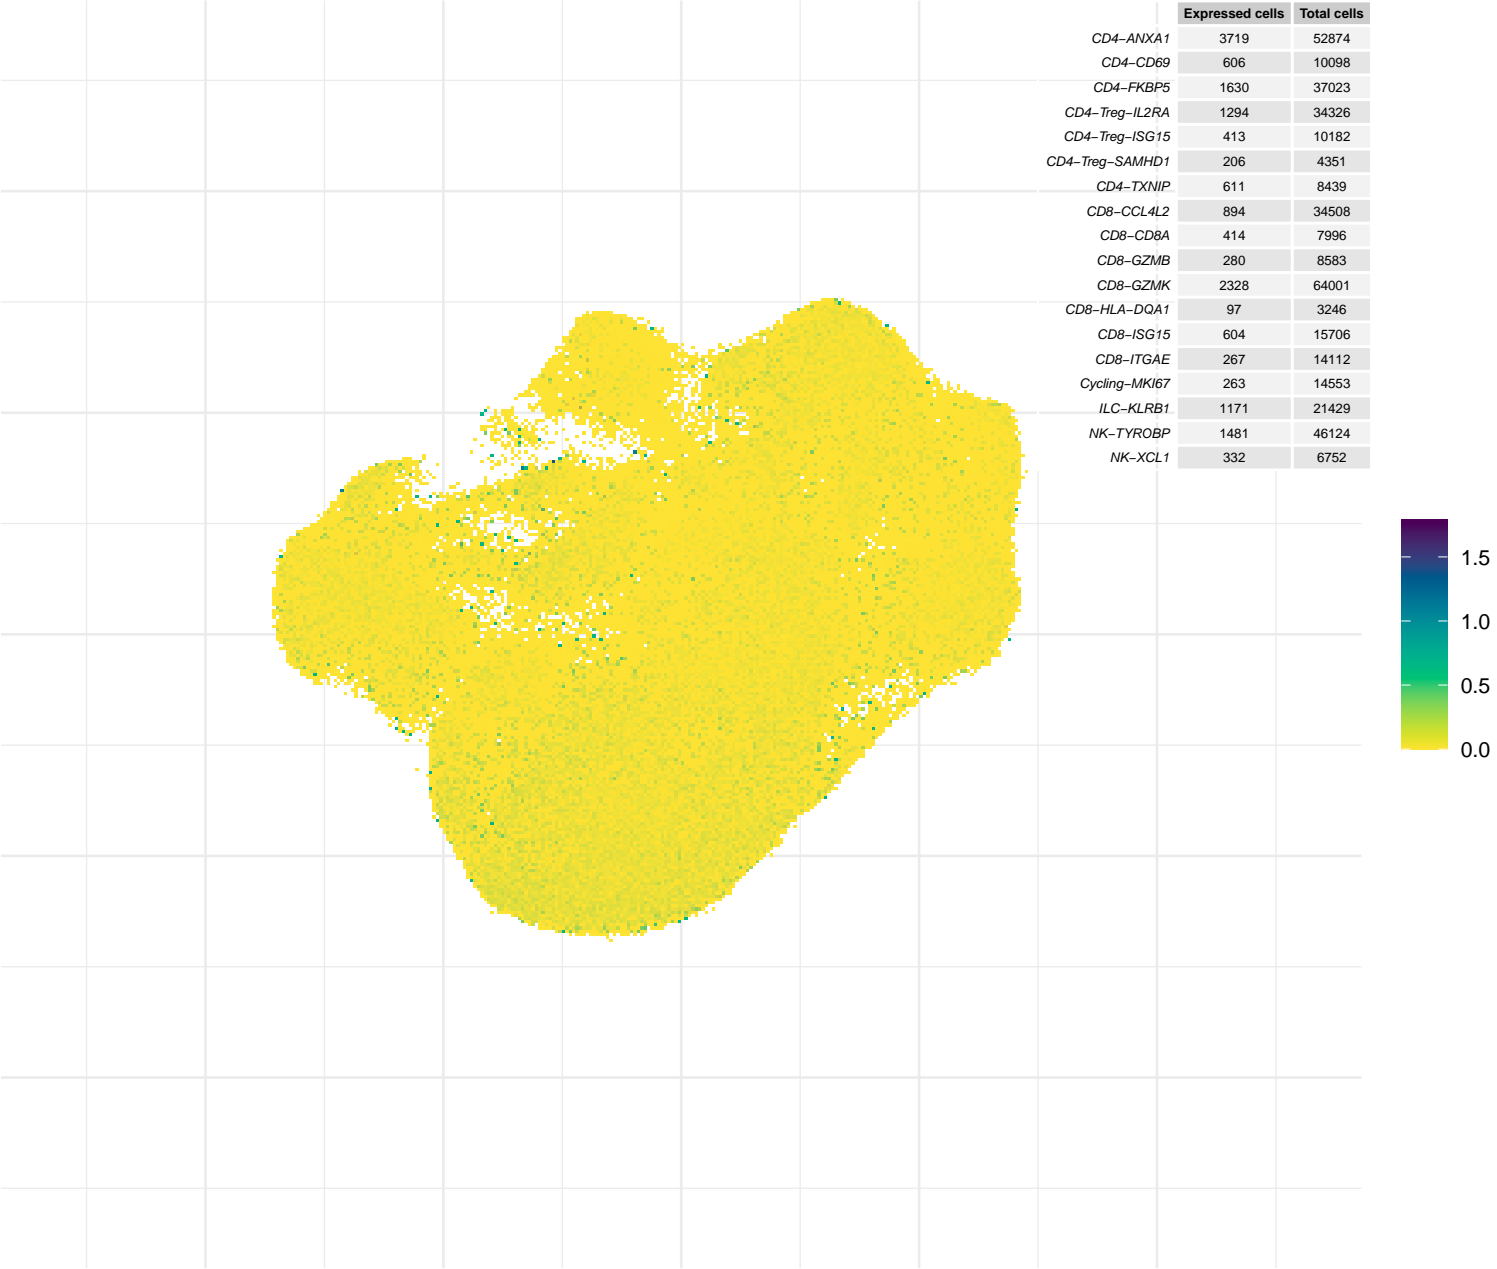 Expressed cells Total cells
CD4−ANXA1 3719 52874
CD4−CD69 606 10098
CD4−FKBP5 1630 37023
CD4−Treg−IL2RA 1294 34326
CD4−Treg−ISG15 413 10182
CD4−Treg−SAMHD1 206 4351
CD4−TXNIP 611 8439
CD8−CCL4L2 894 34508
CD8−CD8A 414 7996
CD8−GZMB 280 8583
CD8−GZMK 2328 64001
CD8−HLA−DQA1 97 3246
CD8−ISG15 604 15706
CD8−ITGAE 267 14112
Cycling−MKI67 263 14553
ILC−KLRB1 1171 21429
NK−TYROBP 1481 46124
NK−XCL1 332 6752
1.5
1.0
0.5
0.0